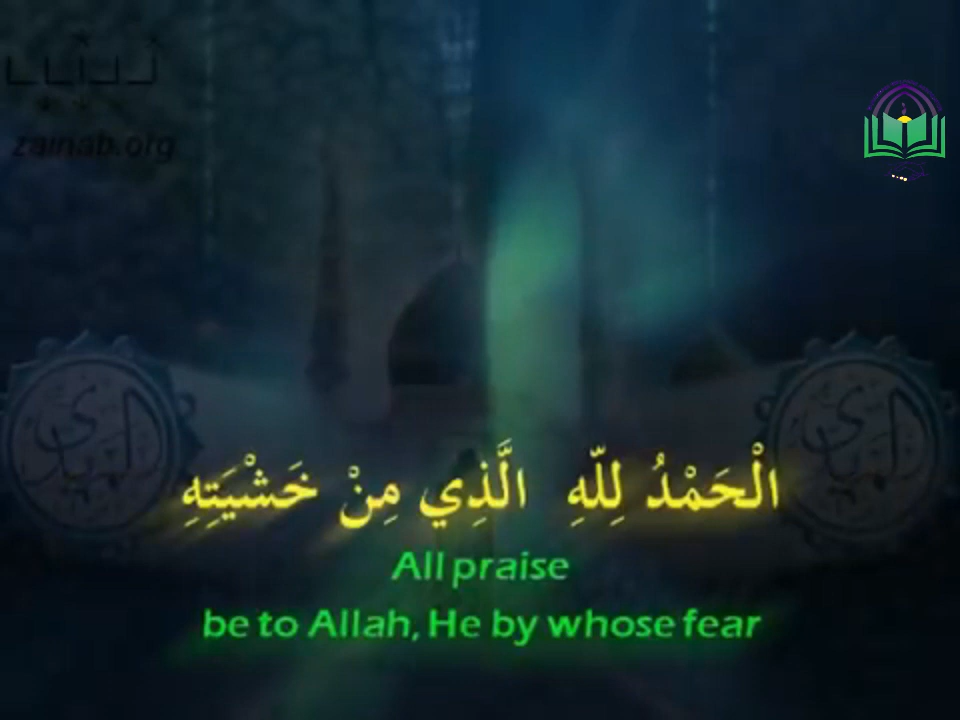 zainab.org
الْحَمْدُ لِلّهِ الَّذِي مِنْ خَشْيَتِهِ
All praise
be to Allah, He by whose fear